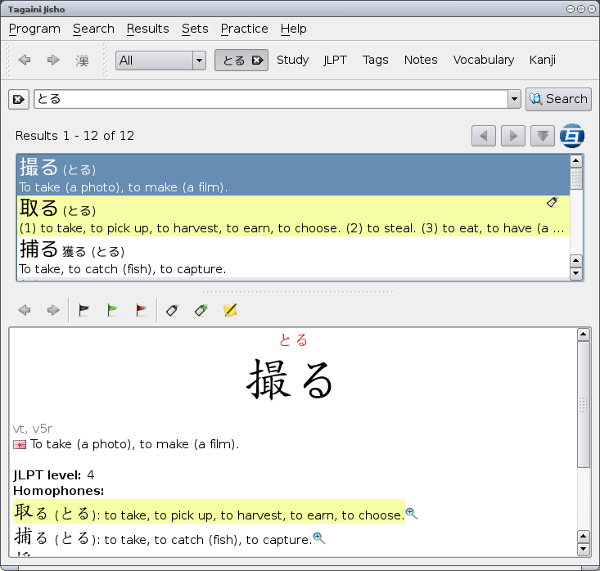 Tagaini Jisho
Program Search Results Sets Practice Help
漢 All とる Study JLPT Tags Notes Vocabulary Kanji
とる Search
Results 1 - 12 of 12
撮る (とる)
To take (a photo), to make (a film).
取る (とる)
(1) to take, to pick up, to harvest, to earn, to choose. (2) to steal. (3) to eat, to have (a ...
捕る 獲る (とる)
To take, to catch (fish), to capture.
とる
撮る
vt, v5r
To take (a photo), to make (a film).
JLPT level: 4
Homophones:
取る (とる): to take, to pick up, to harvest, to earn, to choose.
捕る (とる): to take, to catch (fish), to capture.